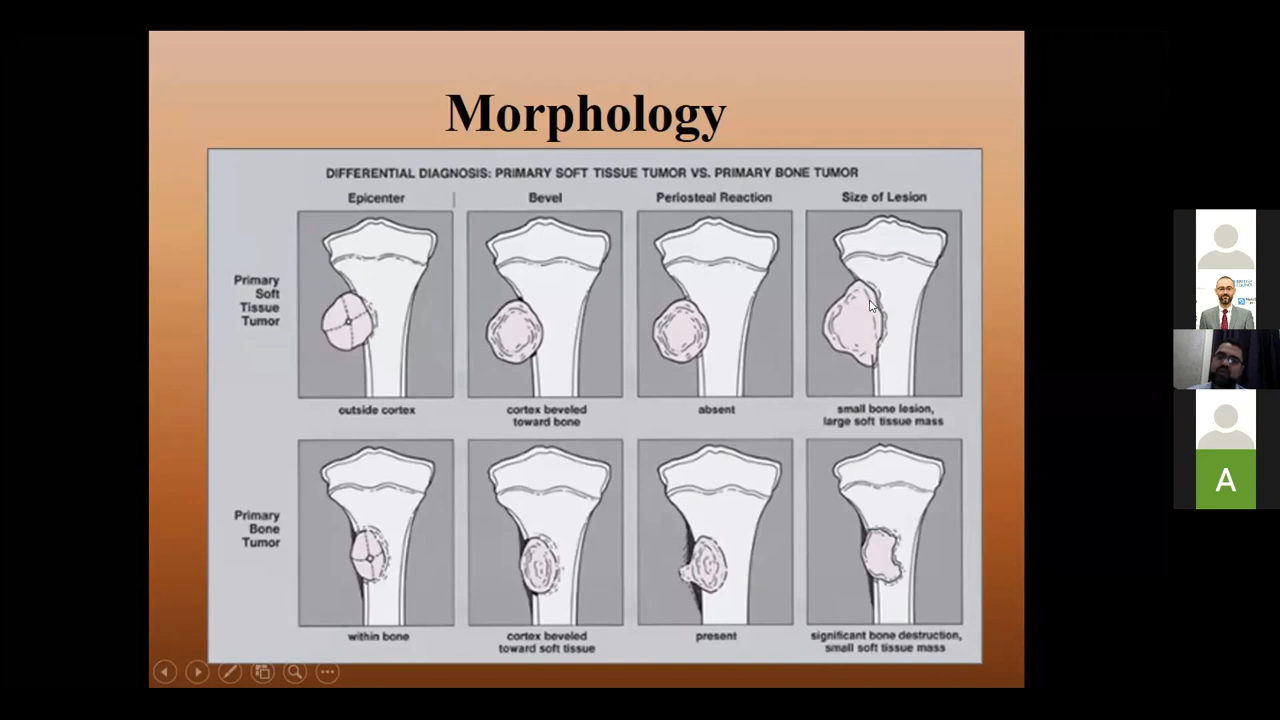 Morphology
DIFFERENTIAL DIAGNOSIS: PRIMARY SOFT TISSUE TUMOR VS. PRIMARY BONE TUMOR
Epicenter
Bevel
Periosteal Reaction
Size of Lesion
Primary
Soft
Tissue
Tumor
outside cortex
cortex beveled
toward bone
absent
small bone lesion,
large soft tissue mass
Primary
Bone
Tumor
within bone
cortex beveled
toward soft tissue
present
significant bone destruction,
small soft tissue mass
A